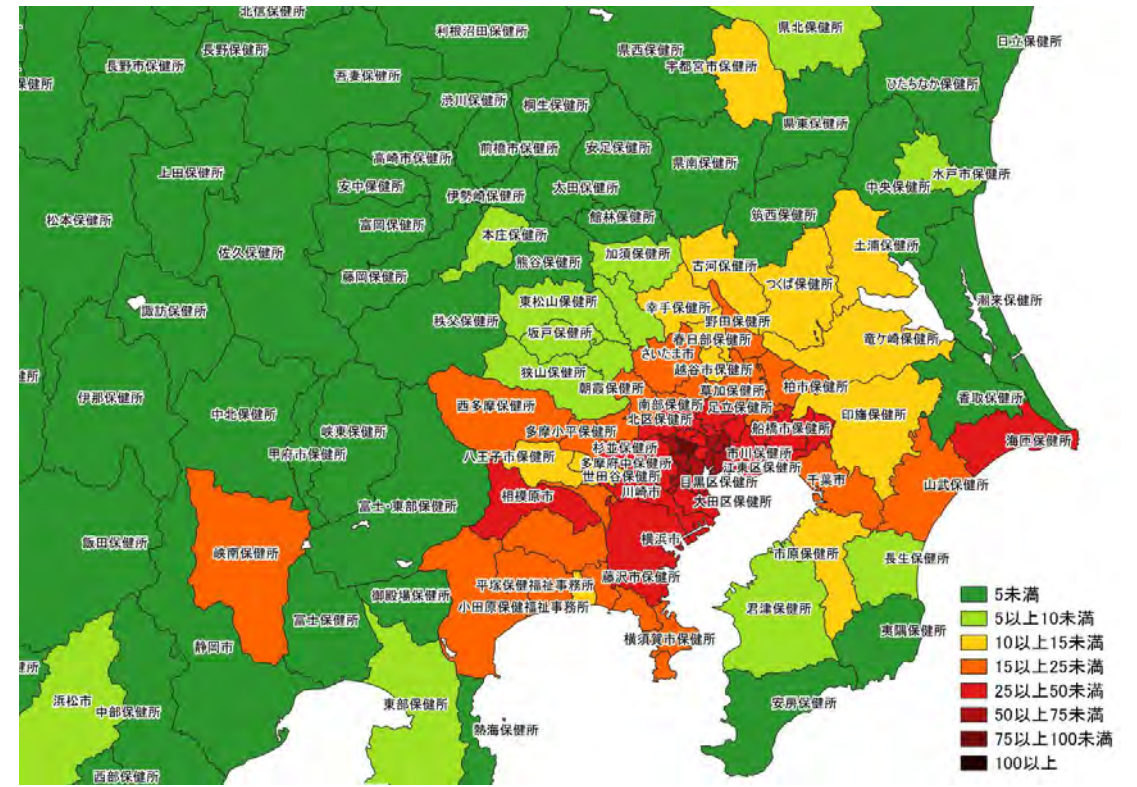 北信保健所
県北保健所
利根沼田保健所
日立保健所
長野保健所
県西保健所
長野市保健所
宇都宮市保健所
吾妻保健所
保健所
ひたちなか保健所
渋川保健所
桐生保健所
県東保健所
前橋市保健所
安足保健所
高崎市保健所
県南保健所
上田保健所
水戸市保健所
安中保健所
太田保健所
中央保健所
伊勢崎保健所
松本保健所
館林保健所
筑西保健所
富岡保健所
本庄保健所
土浦保健所
佐久保健所
加須保健所
熊谷保健所
古河保健所
藤岡保健所
つくば保健所
東松山保健所
潮来保健所
諏訪保健所
幸手保健所
秩父保健所
野田保健所
坂戸保健所
春日部保健所
竜ケ崎保健所
さいたま市
越谷市保健所
狭山保健所
健所
朝霞保健所
草加保健所
柏市保健所
伊那保健所
香取保健所
西多摩保健所
南部保健所
足立保健所
中北保健所
北区保健所
印旛保健所
峡東保健所
多摩小平保健所
船橋市保健所
海匝保健所
杉並保健所
甲府市保健所
八王子市保健所
市川保健所
多摩府中保健所
江東区保健所
世田谷保健所
千葉市
目黒区保健所
山武保健所
相模原市
川崎市
大田区保健所
富士・東部保健所
横浜市
飯田保健所
峡南保健所
市原保健所
長生保健所
藤沢市保健所
平塚保健福祉事務所
御殿場保健所
小田原保健福祉事務所
君津保健所
富士保健所
夷隅保健所
横須賀市保健所
静岡市
健所
浜松市
中部保健所
東部保健所
安房保健所
熱海保健所
西部保健所
5未満
5以上10未満
10以上15未満
15以上25未満
25以上50未満
50以上75未満
75以上100未満
100以上